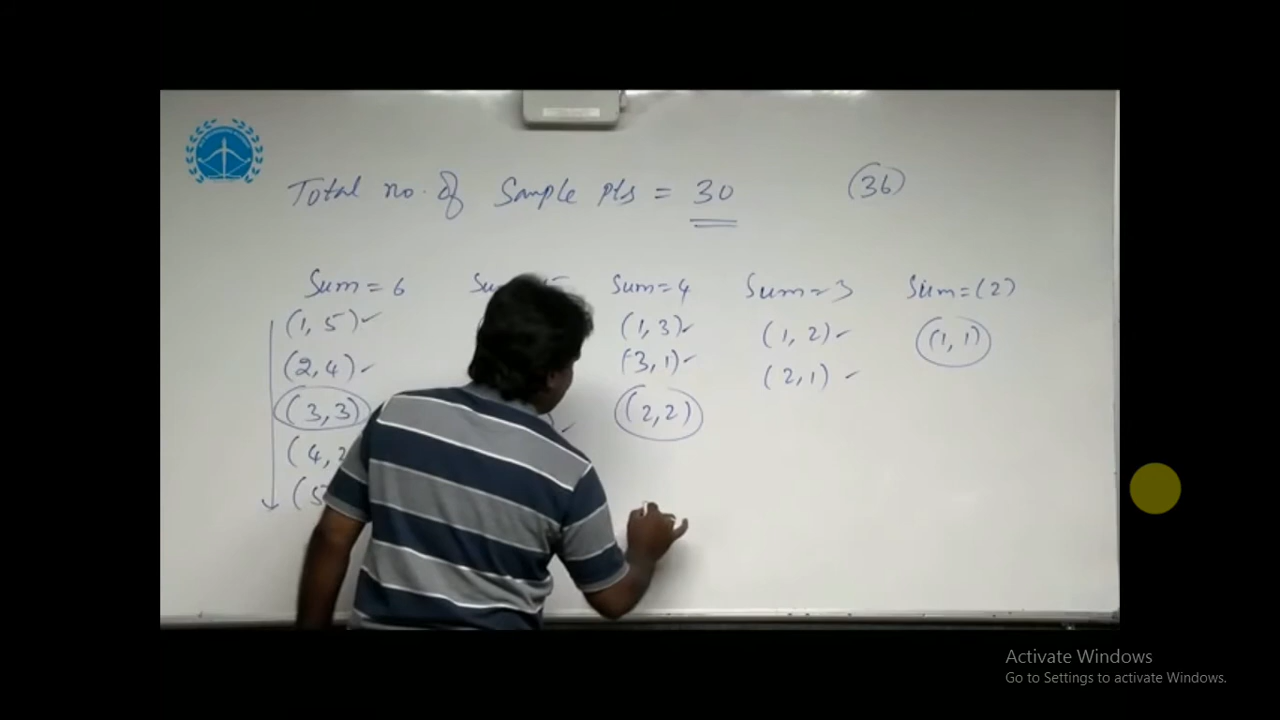 Total no. of Sample pts = 30 (36)
Sum = 6 Sum=4 Sum=3 Sum=(2)
(1, 5) (1, 3) (1, 2) (1, 1)
(2,4) (3,1) (2,1)
(3,3) (2,2)
(4,
(5
Activate Windows
Go to Settings to activate Windows.